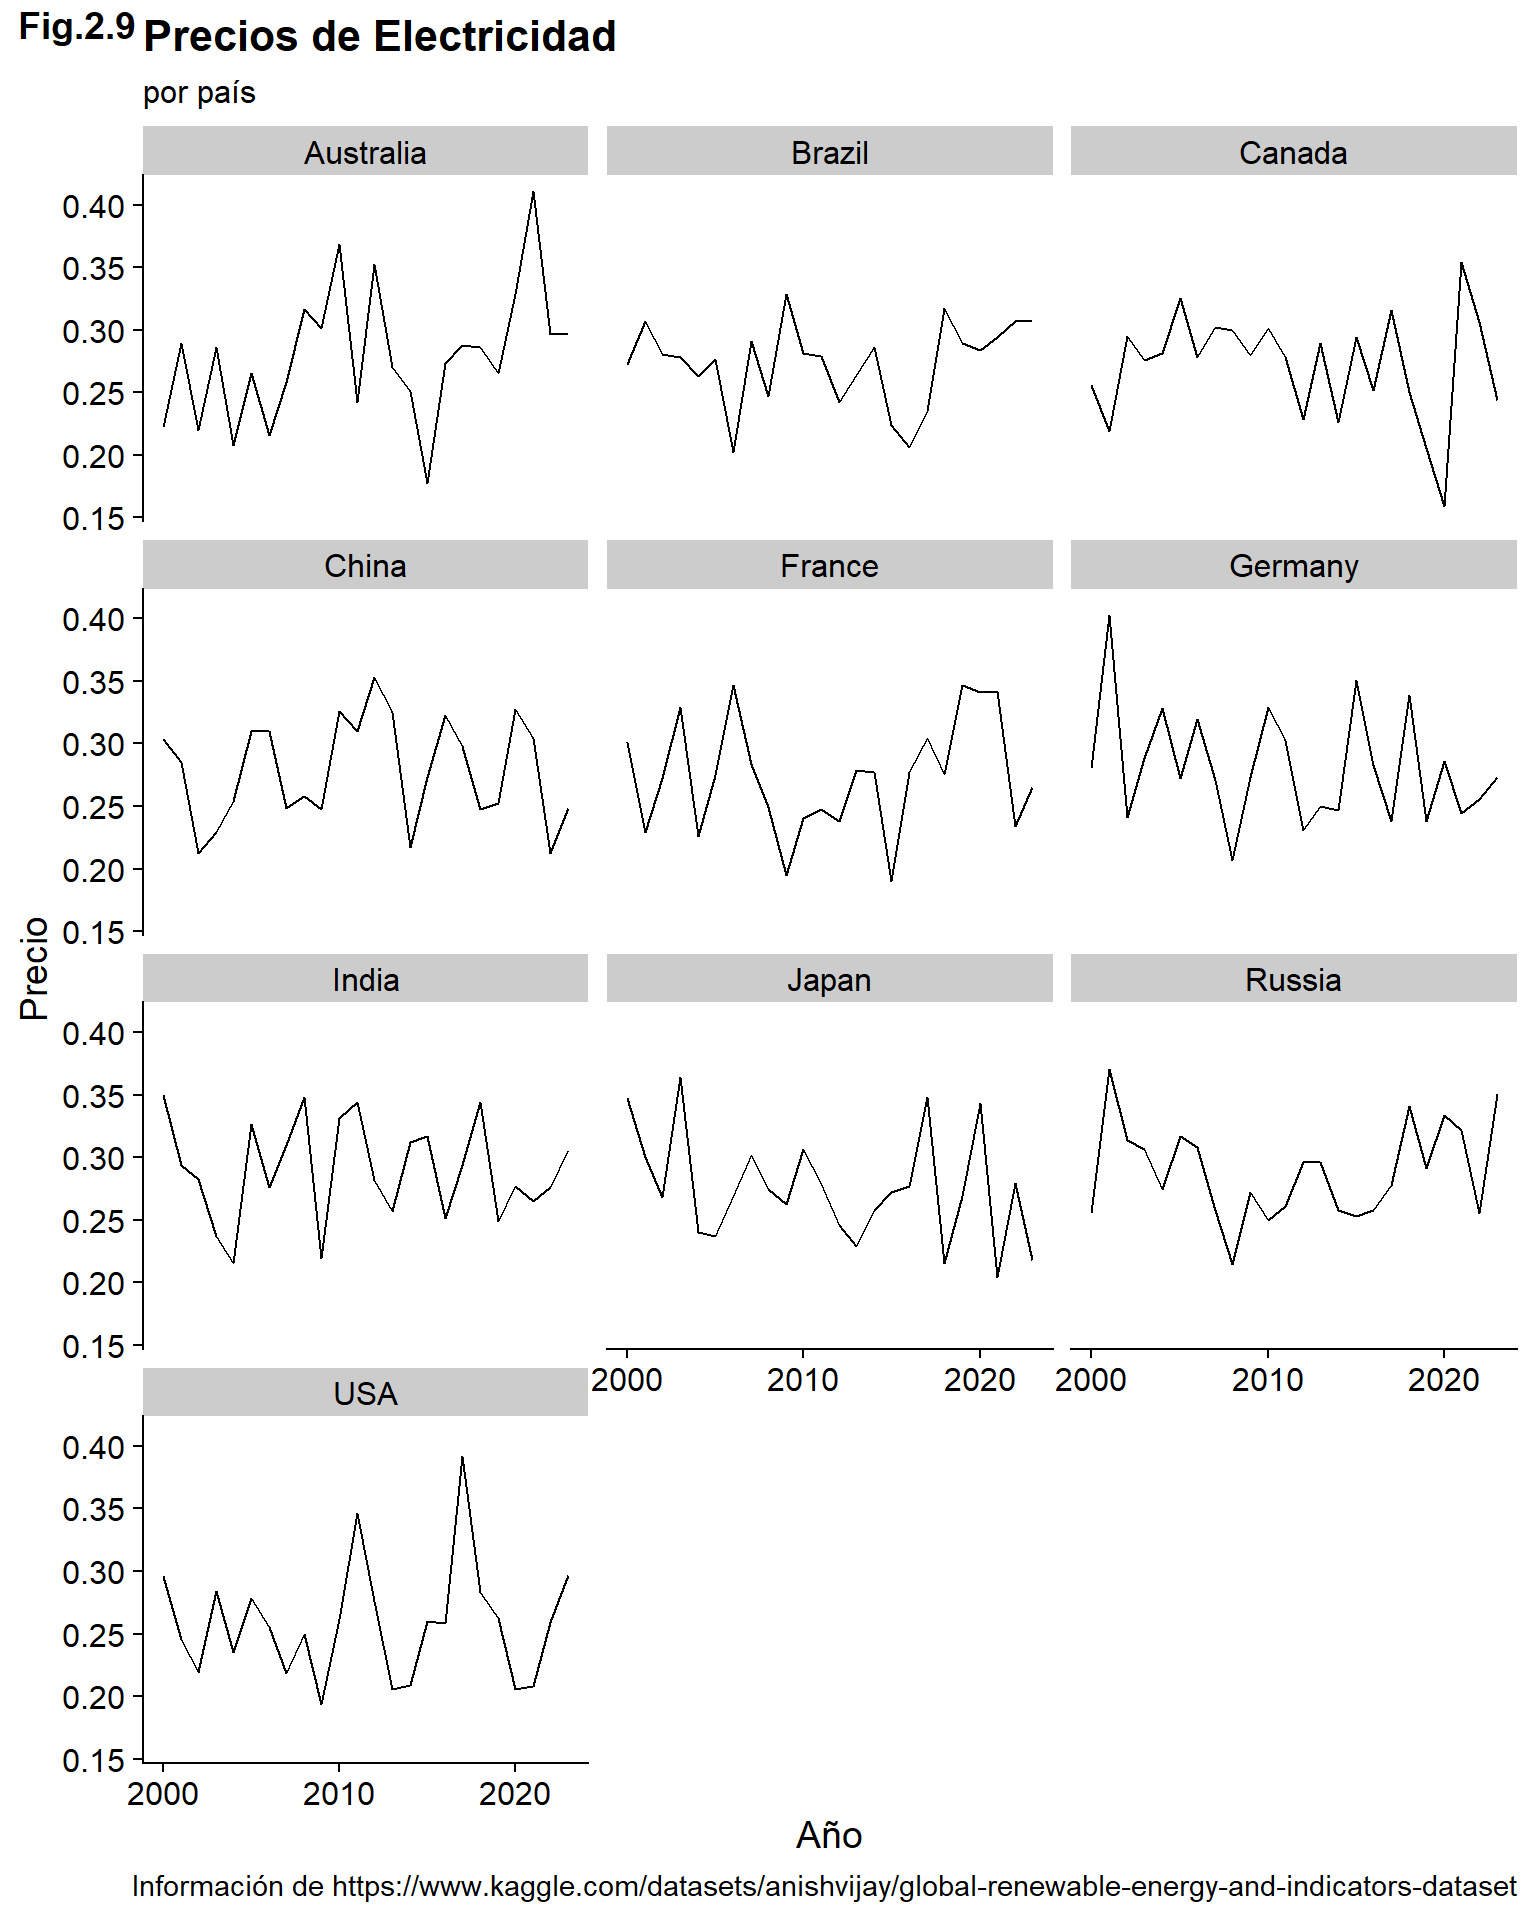 Fig.2.9 Precios de Electricidad
por país
Australia Brazil Canada
0.40
0.35
0.30
0.25
0.20
0.15
China France Germany
0.40
0.35
0.30
0.25
0.20
0.15
Precio
India Japan Russia
0.40
0.35
0.30
0.25
0.20
0.15
2000 2010 2020 2000 2010 2020
USA
0.40
0.35
0.30
0.25
0.20
0.15
2000 2010 2020
Año
Información de https://www.kaggle.com/datasets/anishvijay/global-renewable-energy-and-indicators-dataset